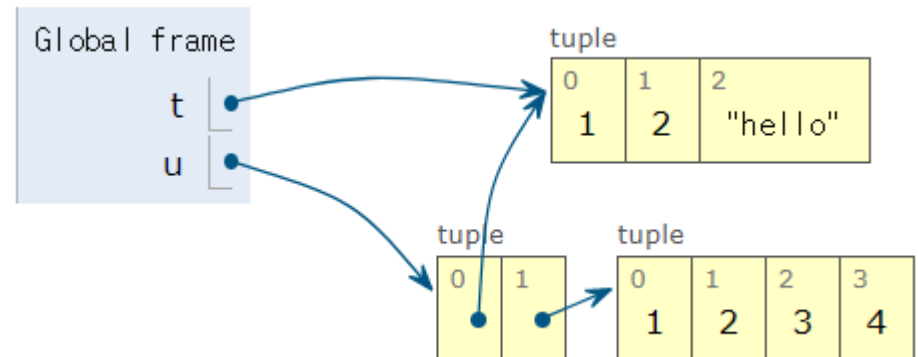 Global frame
t
u
tuple
0 1 2
1 2 "hello"
tuple
0 1
tuple
0 1 2 3
1 2 3 4